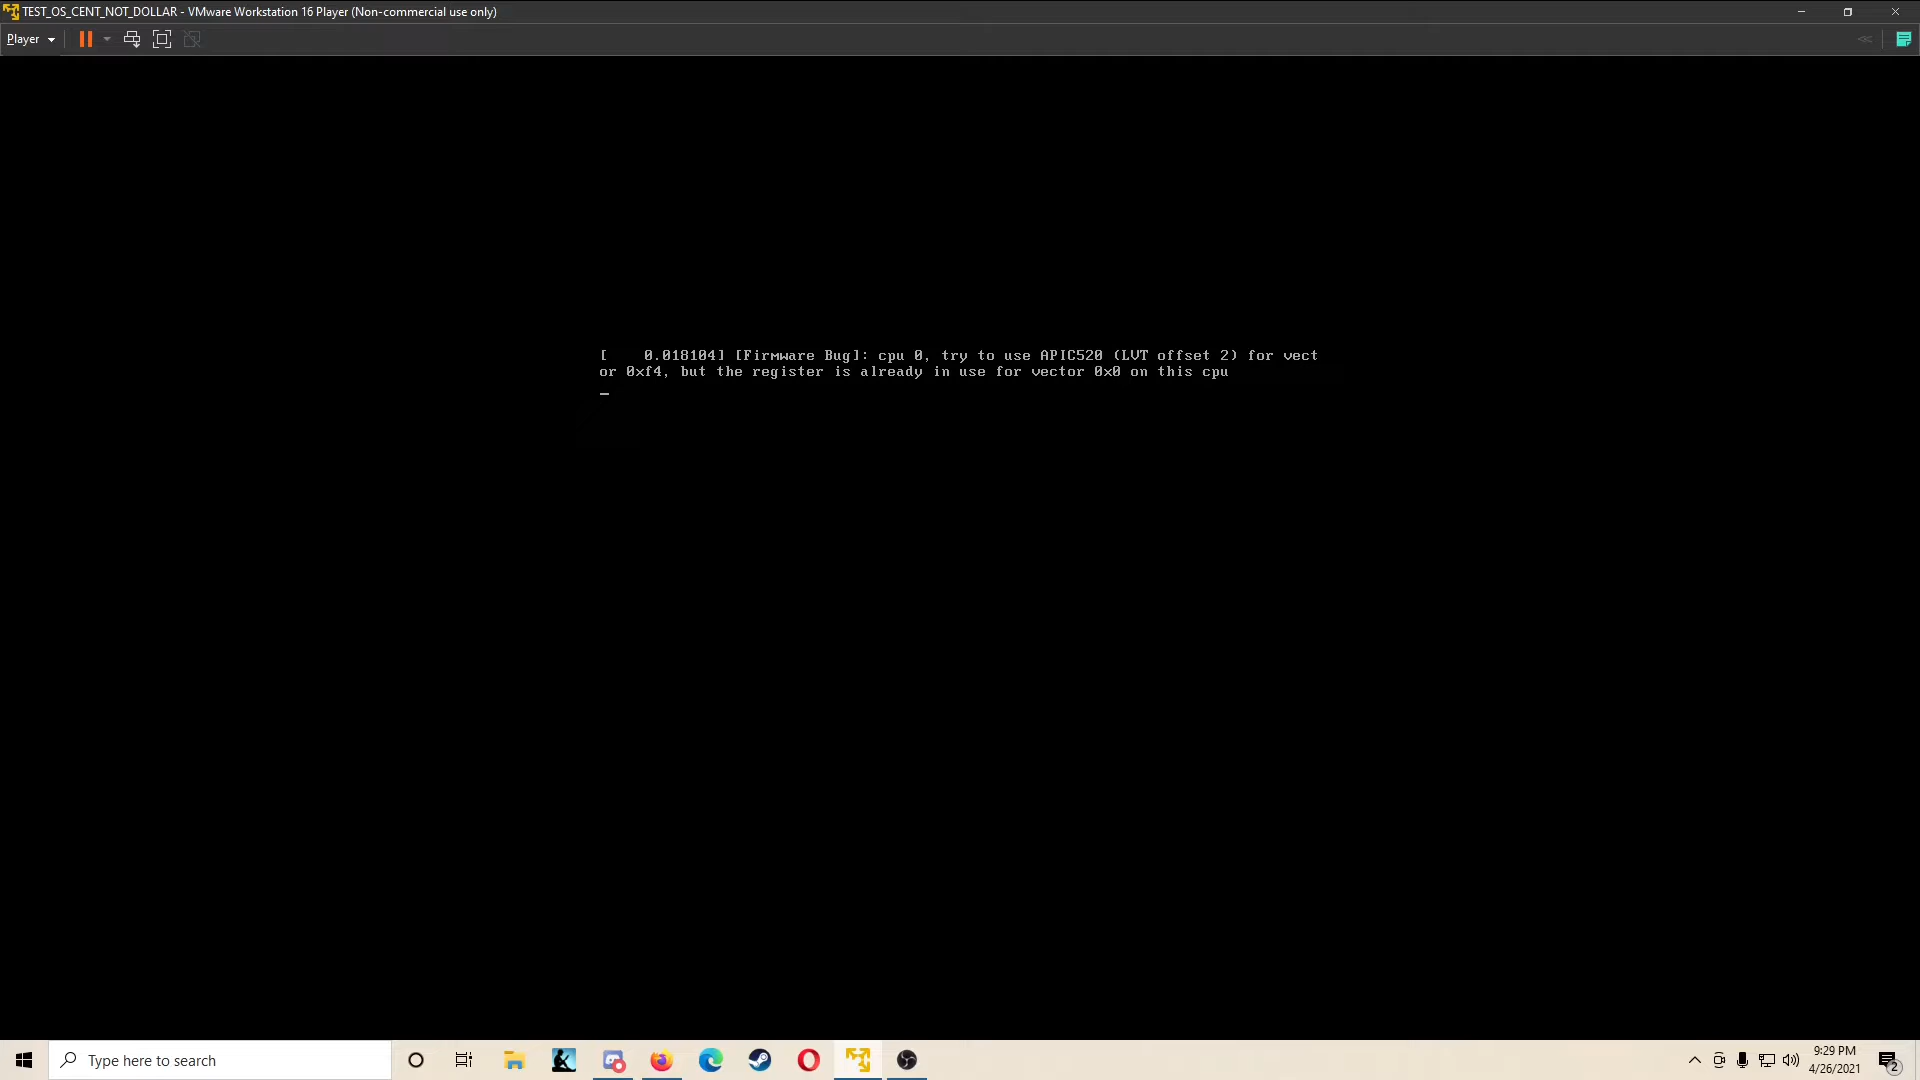 TEST_OS_CENT_NOT_DOLLAR - VMware Workstation 16 Player (Non-commercial use only)
Player
[    0.018104] [Firmware Bug]: cpu 0, try to use APIC520 (LVT offset 2) for vect
or 0xf4, but the register is already in use for vector 0x0 on this cpu
_
Type here to search
9:29 PM
4/26/2021
2